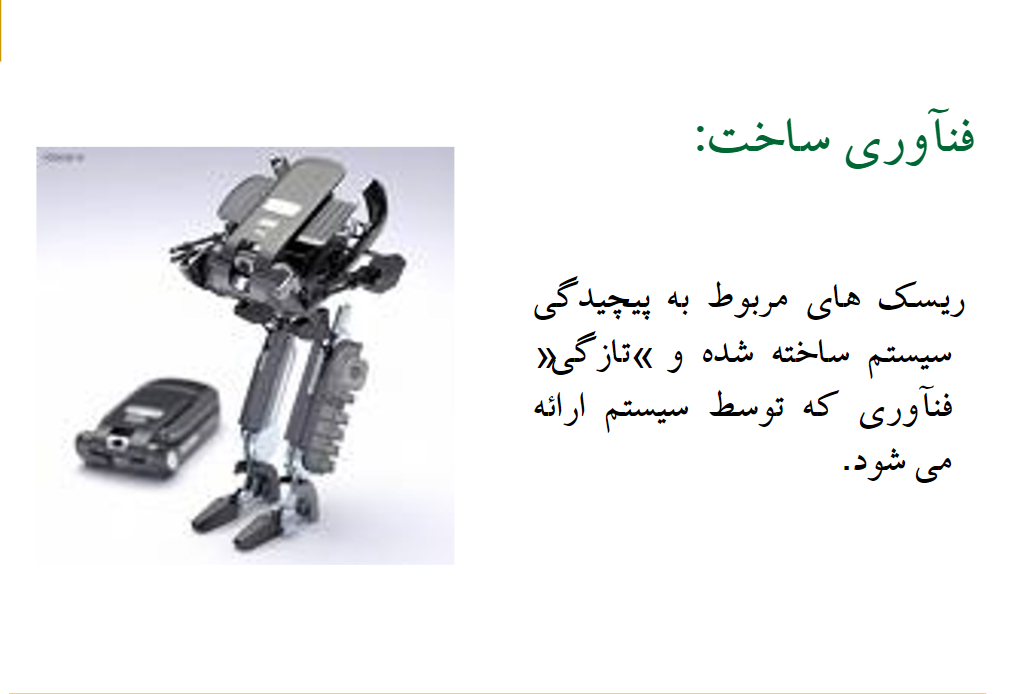 فنآوری ساخت:
ریسک های مربوط به پیچیدگی
سیستم ساخته شده و »تازگی«
فنآوری که توسط سیستم ارائه
می شود.